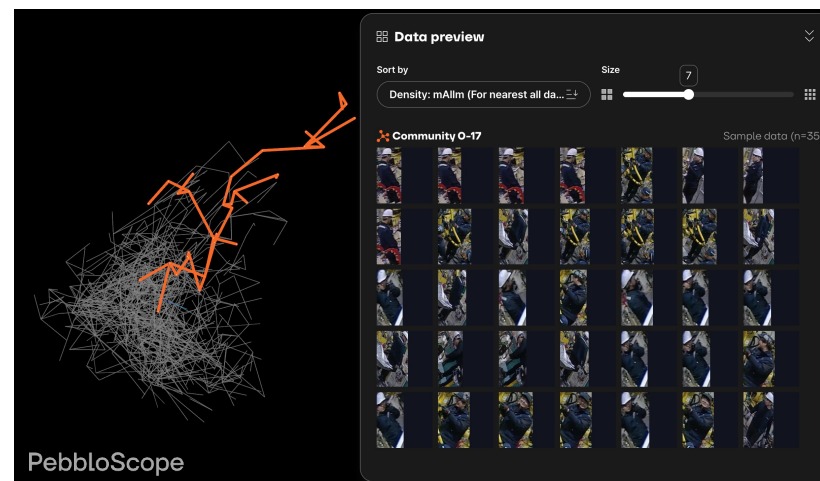 Data preview
Sort by
Size
7
Density: mAllm (For nearest all da...
Community 0-17
Sample data (n=35
PebbloScope